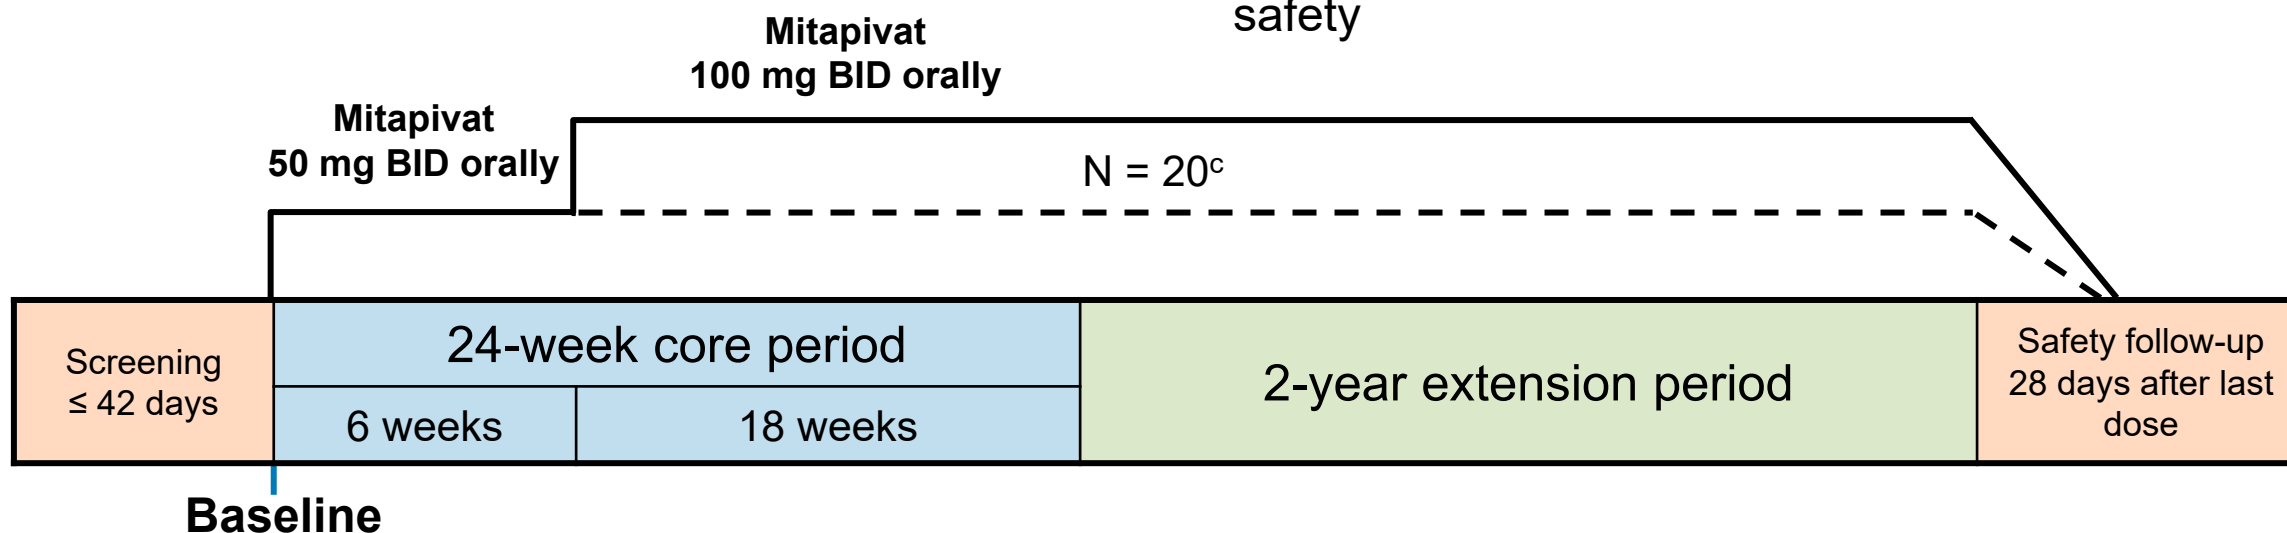 safety
Mitapivat
100 mg BID orally
Mitapivat
50 mg BID orally
N = 20ᶜ
Screening
≤ 42 days
24-week core period
6 weeks
18 weeks
2-year extension period
Safety follow-up
28 days after last
dose
Baseline